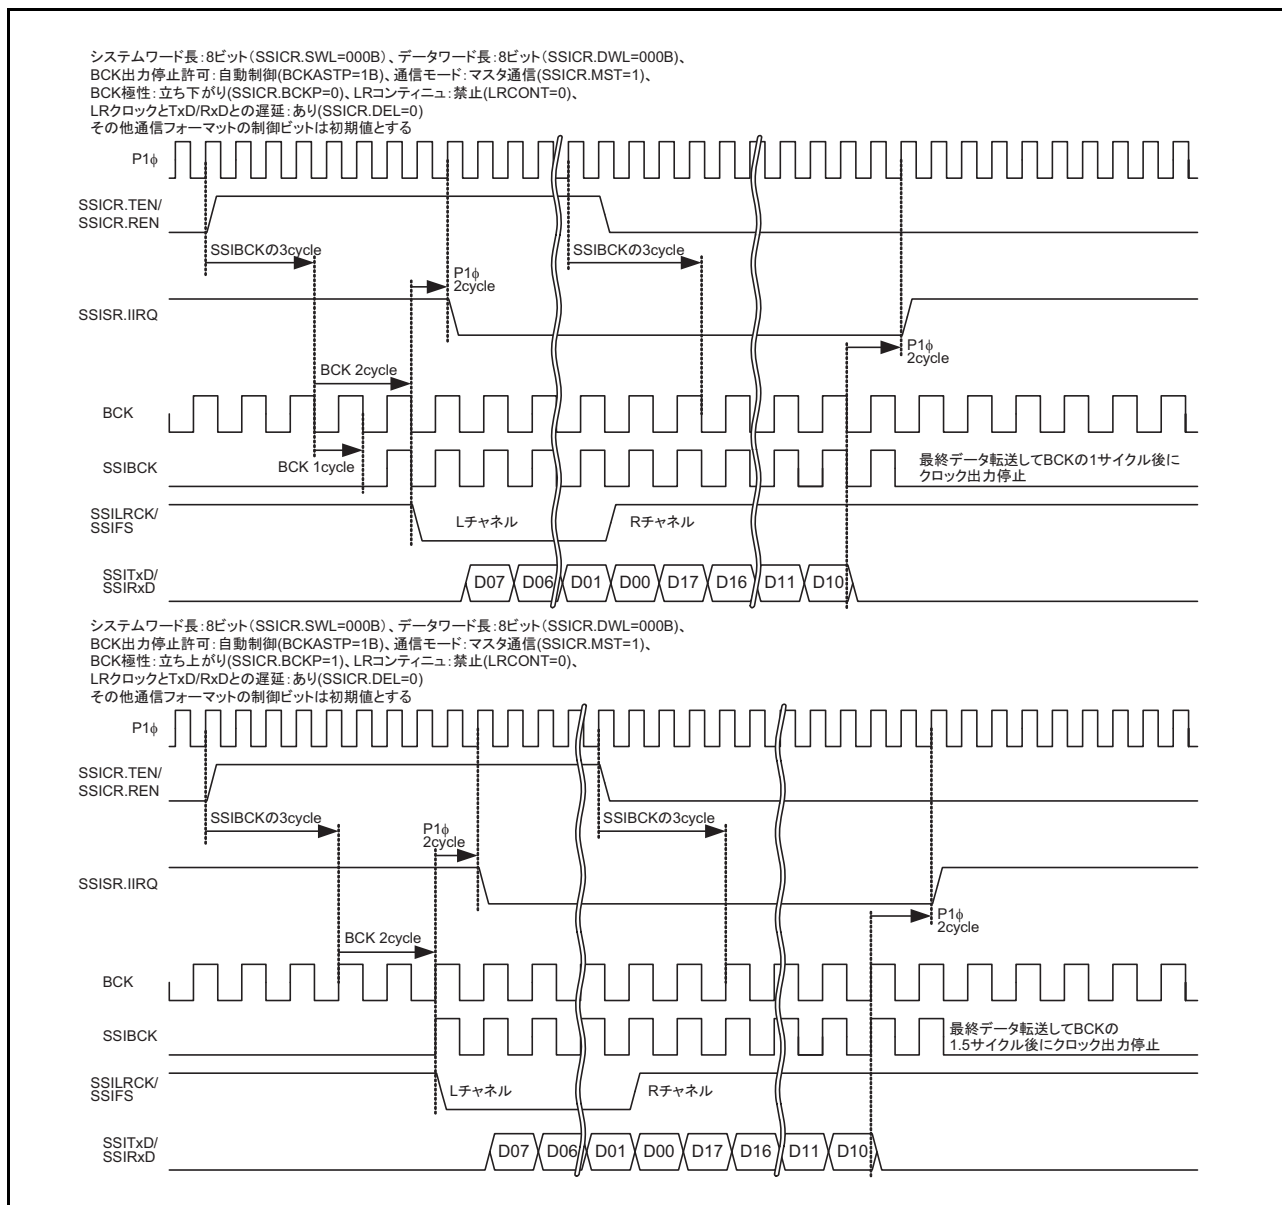 システムワード長:8ビット(SSICR.SWL=000B)、データワード長:8ビット(SSICR.DWL=000B)、
BCK出力停止許可:自動制御(BCKASTP=1B)、通信モード:マスタ通信(SSICR.MST=1)、
BCK極性:立ち下がり(SSICR.BCKP=0)、LRコンティニュ:禁止(LRCONT=0)、
LRクロックとTxD/RxDとの遅延:あり(SSICR.DEL=0)
その他通信フォーマットの制御ビットは初期値とする
P1φ
SSICR.TEN/
SSICR.REN
SSIBCKの3cycle
SSIBCKの3cycle
P1φ
2cycle
SSISR.IIRQ
P1φ
2cycle
BCK 2cycle
BCK
BCK 1cycle
SSIBCK
最終データ転送してBCKの1サイクル後に
クロック出力停止
SSILRCK/
SSIFS
Lチャネル
Rチャネル
SSITxD/
SSIRxD
D07 D06 D01 D00 D17 D16 D11 D10
システムワード長:8ビット(SSICR.SWL=000B)、データワード長:8ビット(SSICR.DWL=000B)、
BCK出力停止許可:自動制御(BCKASTP=1B)、通信モード:マスタ通信(SSICR.MST=1)、
BCK極性:立ち上がり(SSICR.BCKP=1)、LRコンティニュ:禁止(LRCONT=0)、
LRクロックとTxD/RxDとの遅延:あり(SSICR.DEL=0)
その他通信フォーマットの制御ビットは初期値とする
P1φ
SSICR.TEN/
SSICR.REN
SSIBCKの3cycle
P1φ
2cycle
SSIBCKの3cycle
SSISR.IIRQ
P1φ
2cycle
BCK 2cycle
BCK
SSIBCK
最終データ転送してBCKの
1.5サイクル後にクロック出力停止
SSILRCK/
SSIFS
Lチャネル
Rチャネル
SSITxD/
SSIRxD
D07 D06 D01 D00 D17 D16 D11 D10